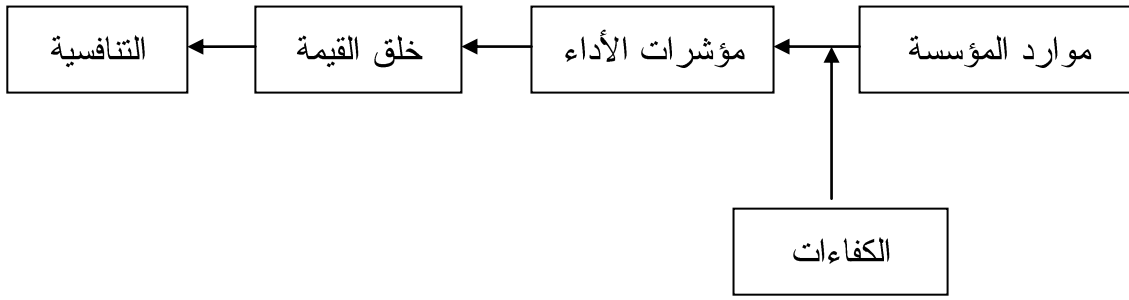 موارد المؤسسة
مؤشرات الأداء
خلق القيمة
التنافسية
الكفاءات